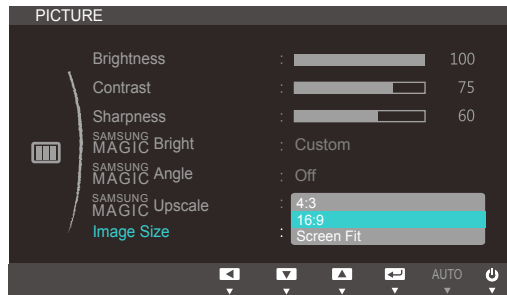 PICTURE
Brightness : 100
Contrast : 75
Sharpness : 60
SAMSUNG MAGIC Bright : Custom
SAMSUNG MAGIC Angle : Off
SAMSUNG MAGIC Upscale :
4:3
16:9
Image Size :
Screen Fit
AUTO